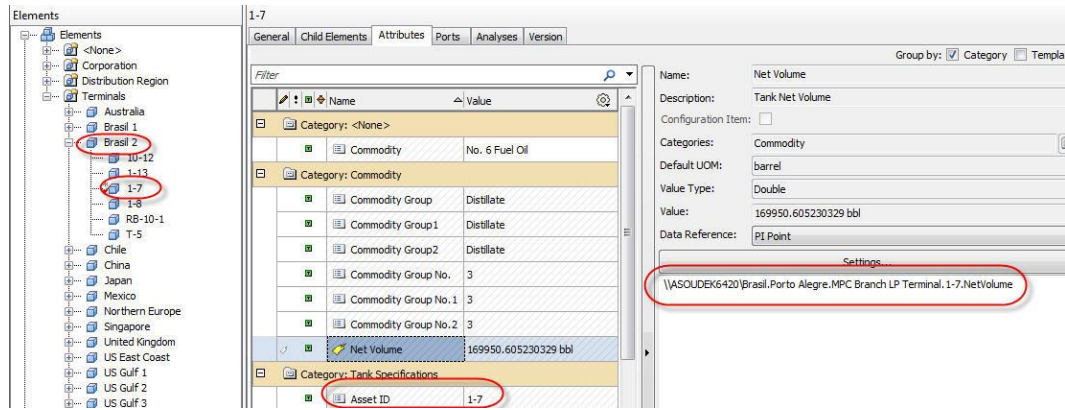 Elements
Elements
<None>
Corporation
Distribution Region
Terminals
Australia
Brasil 1
Brasil 2
10-12
1-13
1-7
1-8
RB-10-1
T-5
Chile
China
Japan
Mexico
Northern Europe
Singapore
United Kingdom
US East Coast
US Gulf 1
US Gulf 2
US Gulf 3
1-7
General Child Elements Attributes Ports Analyses Version
Group by: Category Templa
Filter
Name Value
Category: <None>
Commodity No. 6 Fuel Oil
Category: Commodity
Commodity Group Distillate
Commodity Group1 Distillate
Commodity Group2 Distillate
Commodity Group No. 3
Commodity Group No. 1 3
Commodity Group No. 2 3
Net Volume 169950.605230329 bbl
Category: Tank Specifications
Asset ID 1-7
Name: Net Volume
Description: Tank Net Volume
Configuration Item:
Categories: Commodity
Default UOM: barrel
Value Type: Double
Value: 169950.605230329 bbl
Data Reference: PI Point
Settings...
\\ASOUDEK6420\Brasil.Porto Alegre.MPC Branch LP Terminal.1-7.NetVolume